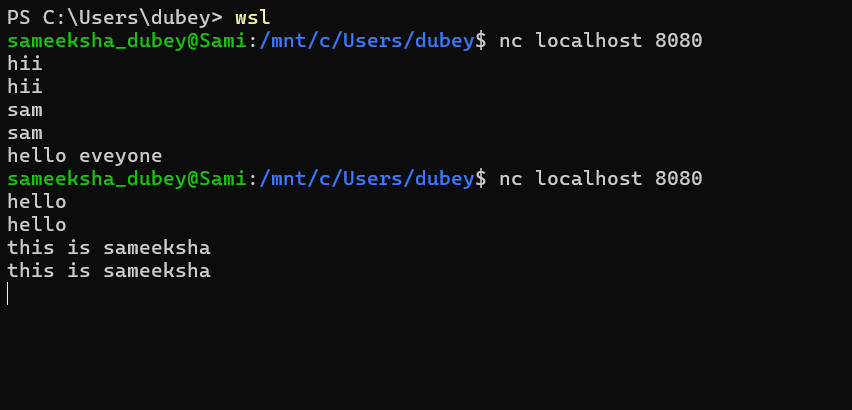 PS C:\Users\dubey> wsl
sameeksha_dubey@Sami:/mnt/c/Users/dubey$ nc localhost 8080
hii
hii
sam
sam
hello eveyone
sameeksha_dubey@Sami:/mnt/c/Users/dubey$ nc localhost 8080
hello
hello
this is sameeksha
this is sameeksha